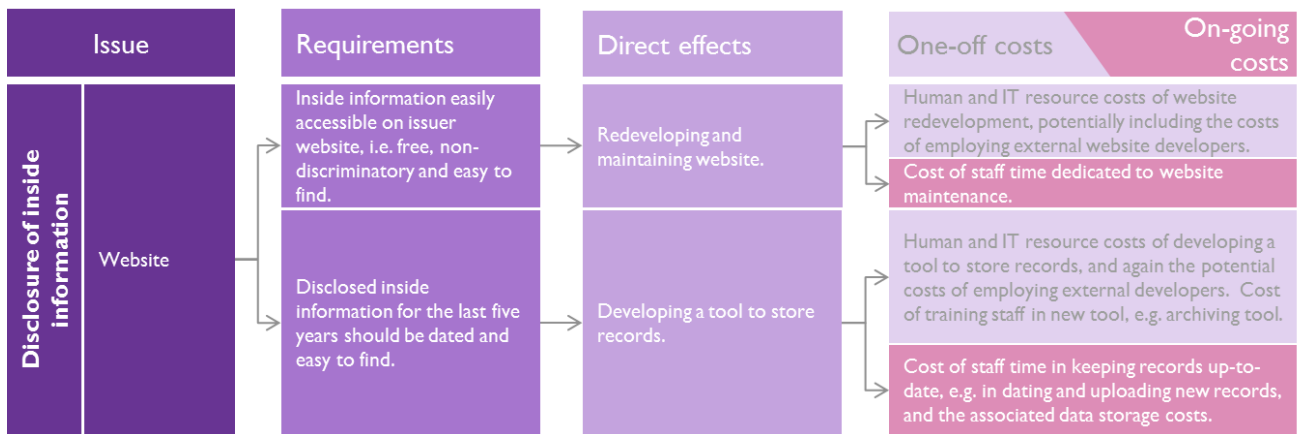 Issue
Requirements
Direct effects
One-off costs
On-going
costs
Disclosure of inside
information
Website
Inside information easily
accessible on issuer
website, i.e. free, non-
discriminatory and easy to
find.
Redeveloping and
maintaining website.
Human and IT resource costs of website
redevelopment, potentially including the costs
of employing external website developers.
Cost of staff time dedicated to website
maintenance.
Disclosed inside
information for the last five
years should be dated and
easy to find.
Developing a tool to store
records.
Human and IT resource costs of developing a
tool to store records, and again the potential
costs of employing external developers. Cost
of training staff in new tool, e.g. archiving tool.
Cost of staff time in keeping records up-to-
date, e.g. in dating and uploading new records,
and the associated data storage costs.